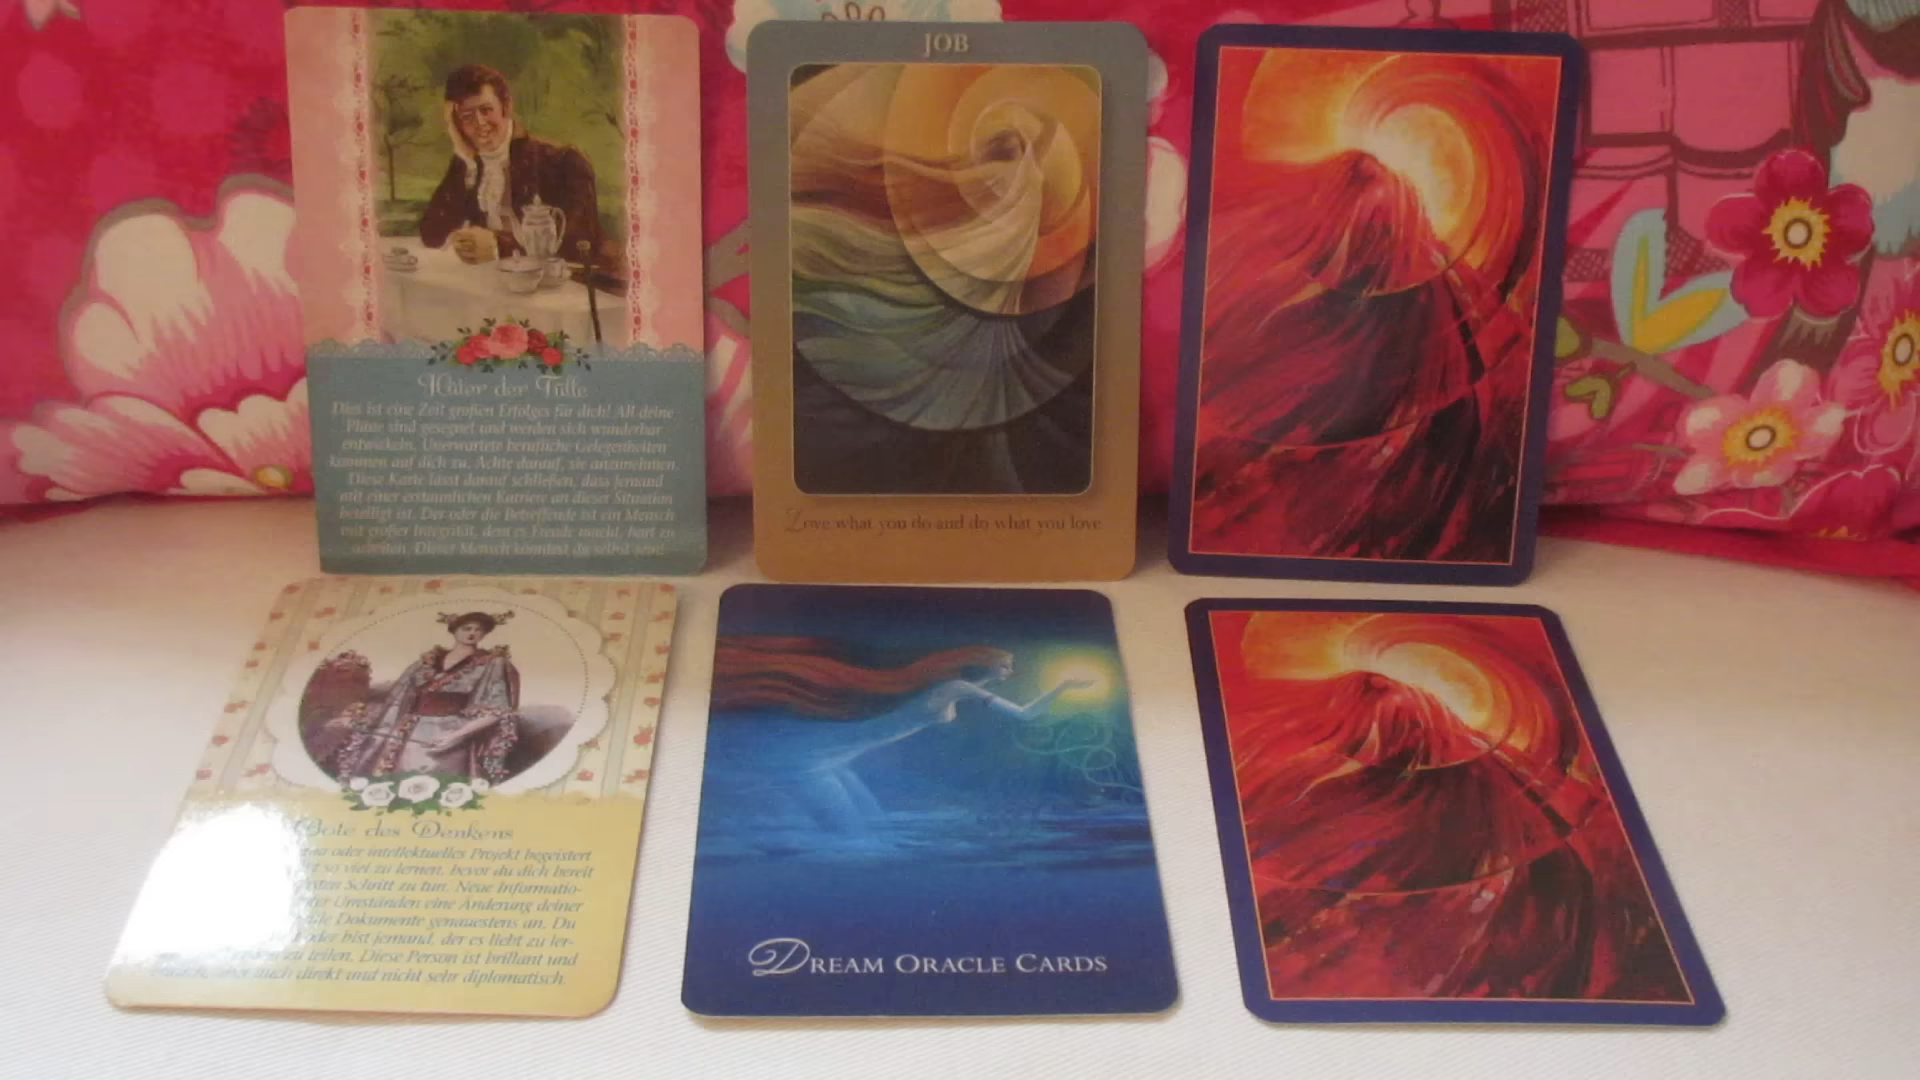 Hüter der Fülle
Dies ist eine Zeit großen Erfolges für dich! All deine
Pläne sind gesegnet und werden sich wunderbar
entwickeln. Unerwartete berufliche Gelegenheiten
kommen auf dich zu. Achte darauf, sie anzunehmen.
Diese Karte lässt darauf schließen, dass jemand
mit einer erstaunlichen Karriere an dieser Situation
beteiligt ist. Der oder die Betreffende ist ein Mensch
mit großer Integrität, dem es Freude macht, hart zu
arbeiten. Dieser Mensch könntest du selbst sein!
JOB
Love what you do and do what you love
Bote des Denkens
oder intellektuelles Projekt begeistert
so viel zu lernen, bevor du dich bereit
Schritt zu tun. Neue Informatio-
Umständen eine Änderung deiner
Dokumente genauestens an. Du
oder bist jemand, der es liebt zu ler-
zu teilen. Diese Person ist brillant und
auch direkt und nicht sehr diplomatisch.
DREAM ORACLE CARDS